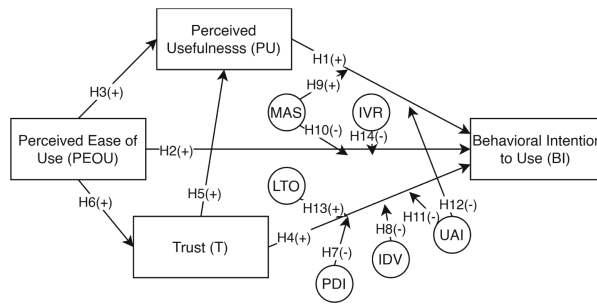 Perceived
Usefulnesss (PU)
H1(+)
H9(+)
H3(+)
MAS
IVR
Perceived Ease of
Use (PEOU)
H2(+)
H10(-)
H14(-)
Behavioral Intention
to Use (BI)
LTO
H5(+)
H6(+)
H13(+)
H12(-)
H11(-)
Trust (T)
H4(+)
H7(-)
H8(-)
UAI
IDV
PDI